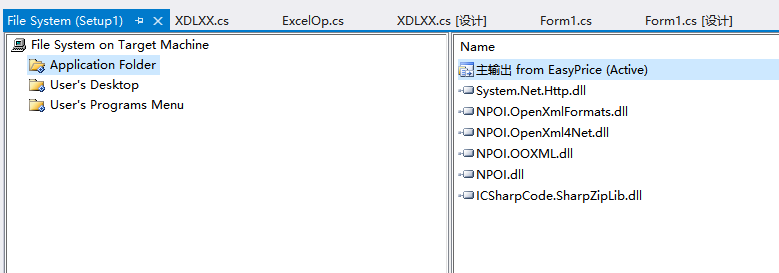 File System (Setup1) XDLXX.cs ExcelOp.cs XDLXX.cs [设计] Form1.cs Form1.cs [设计]
File System on Target Machine
Application Folder
User's Desktop
User's Programs Menu
Name
主输出 from EasyPrice (Active)
System.Net.Http.dll
NPOI.OpenXmlFormats.dll
NPOI.OpenXml4Net.dll
NPOI.OOXML.dll
NPOI.dll
ICSharpCode.SharpZipLib.dll